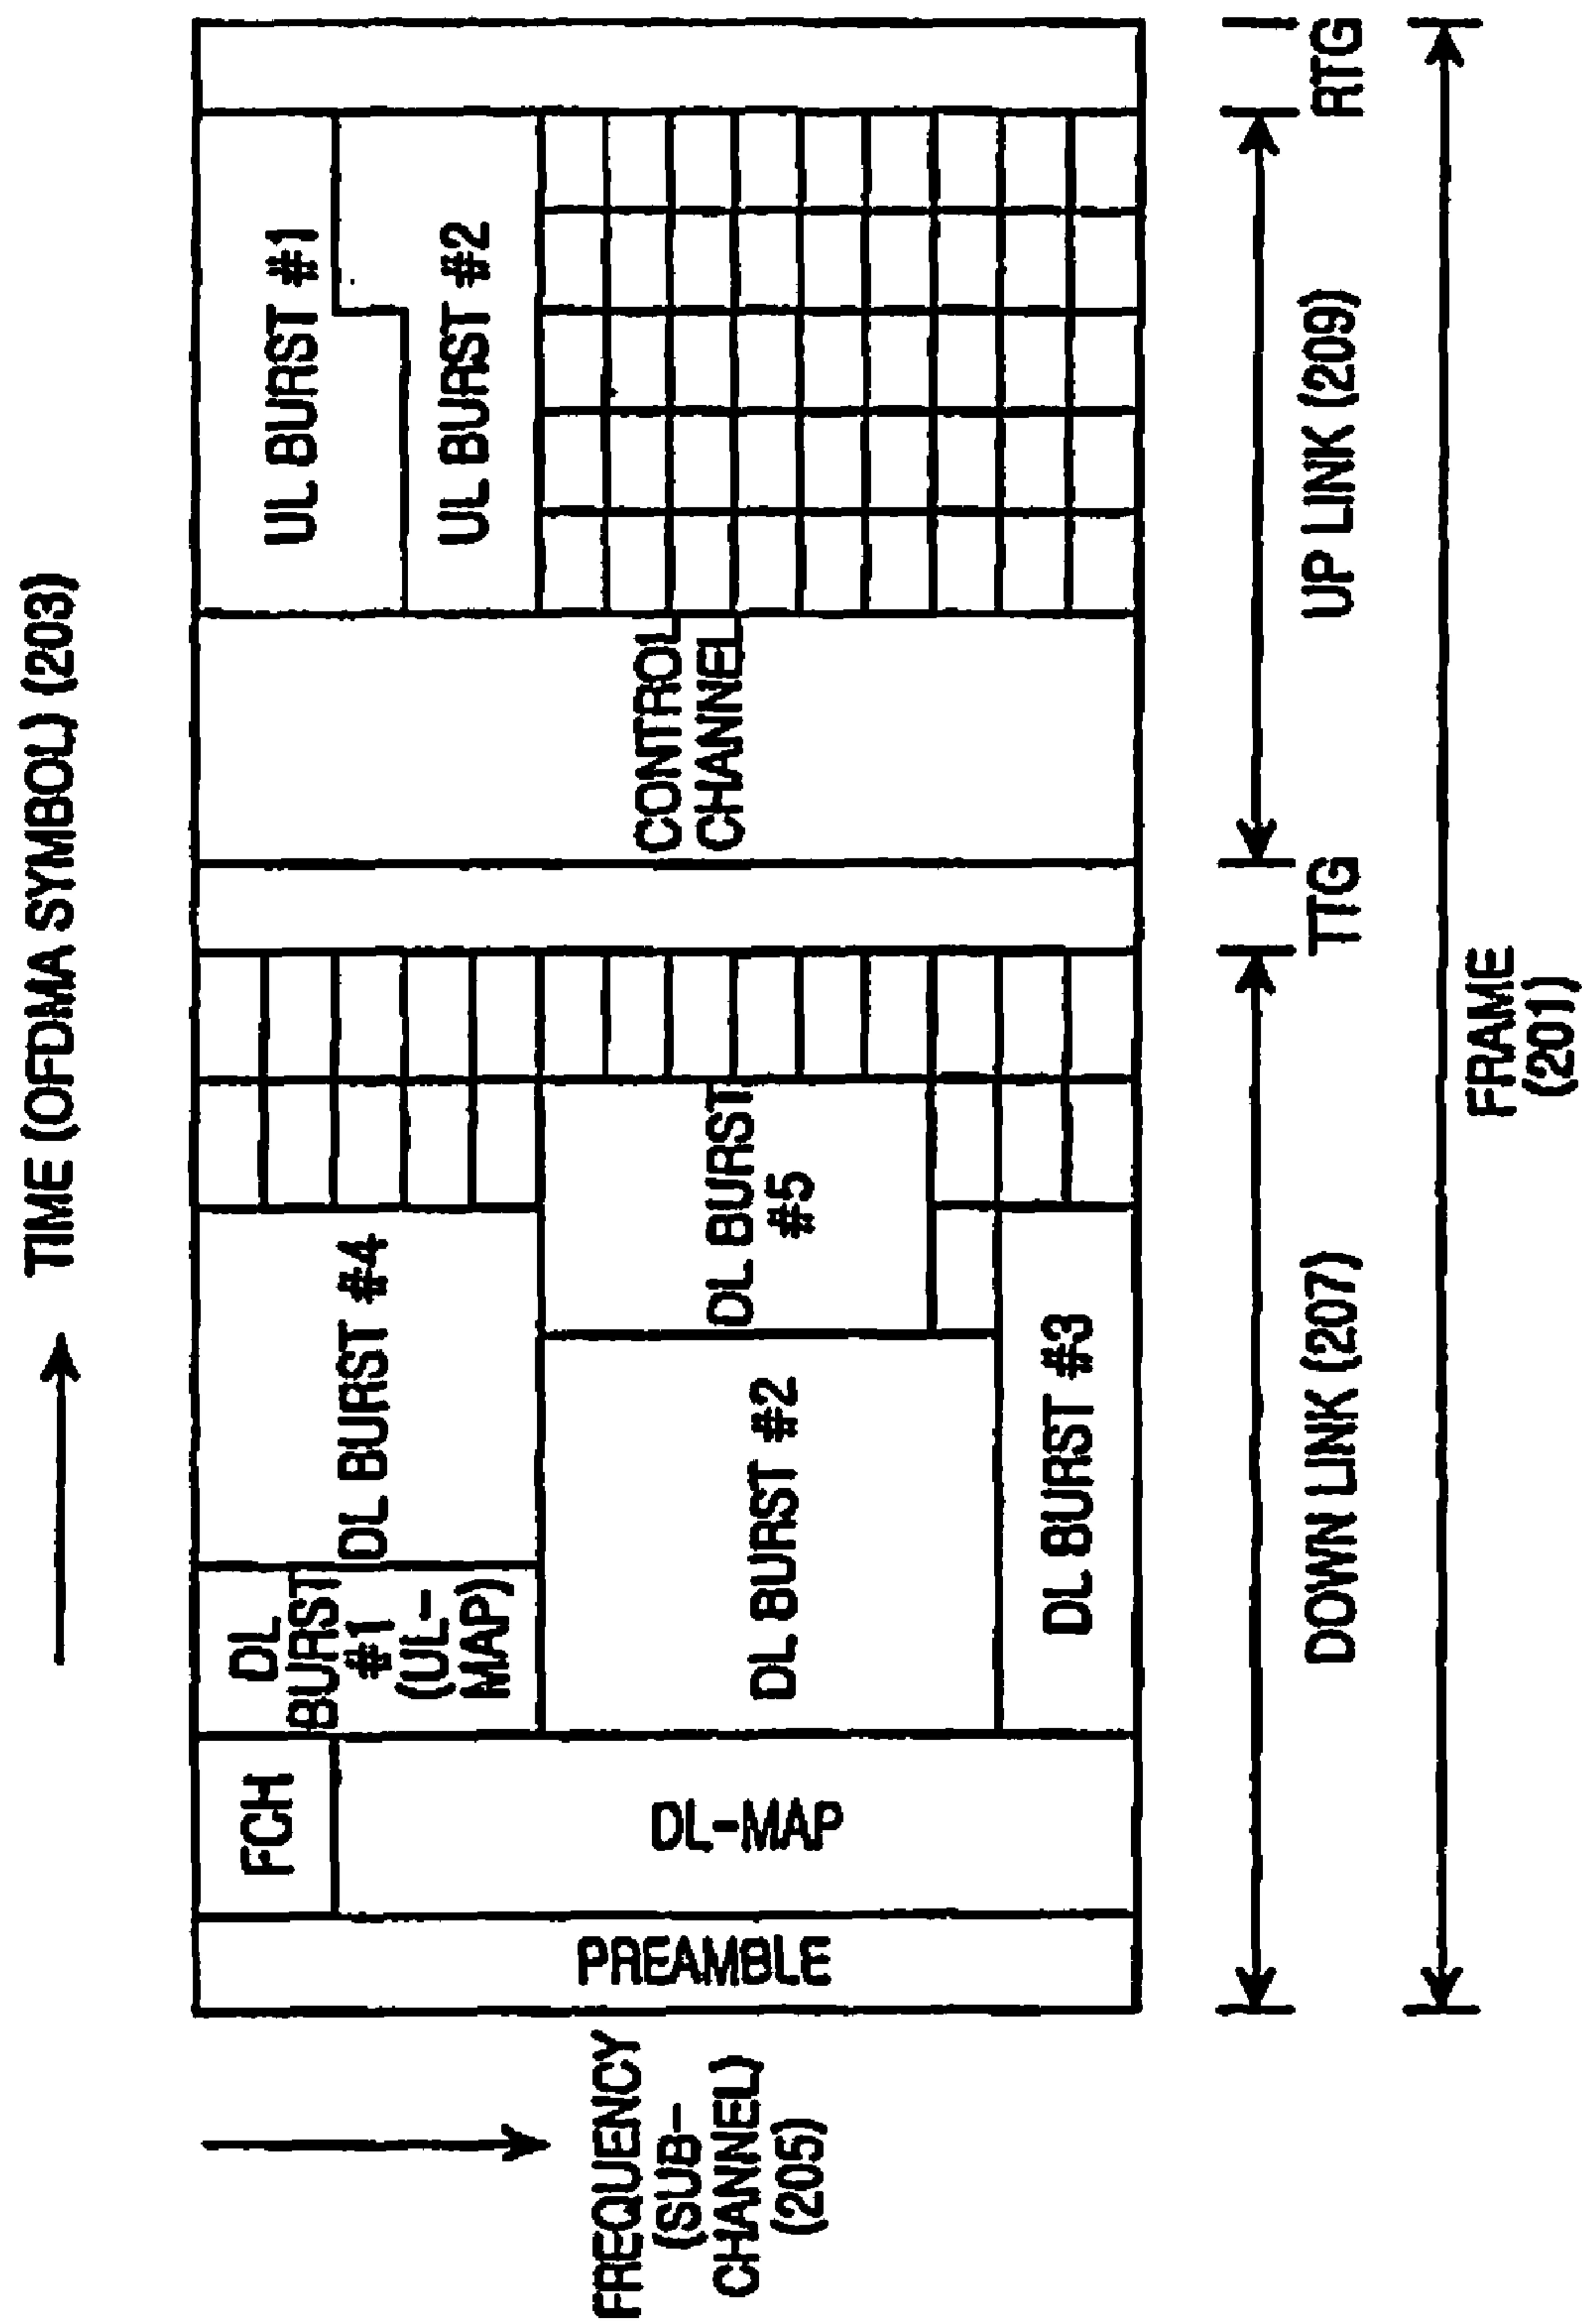 TIME (OFDMA SYMBOL) (203)
FREQUENCY
(SUB-
CHANNEL)
(205)
PREAMBLE
FCH
DL-MAP
DL
BURST
#1
(UL-
MAP)
DL BURST #4
DL BURST #2
DL BURST #3
DL BURST
#5
CONTROL
CHANNEL
UL BURST #1
UL BURST #2
DOWN LINK (207)
TTG
UP LINK (209)
RTG
FRAME
(201)